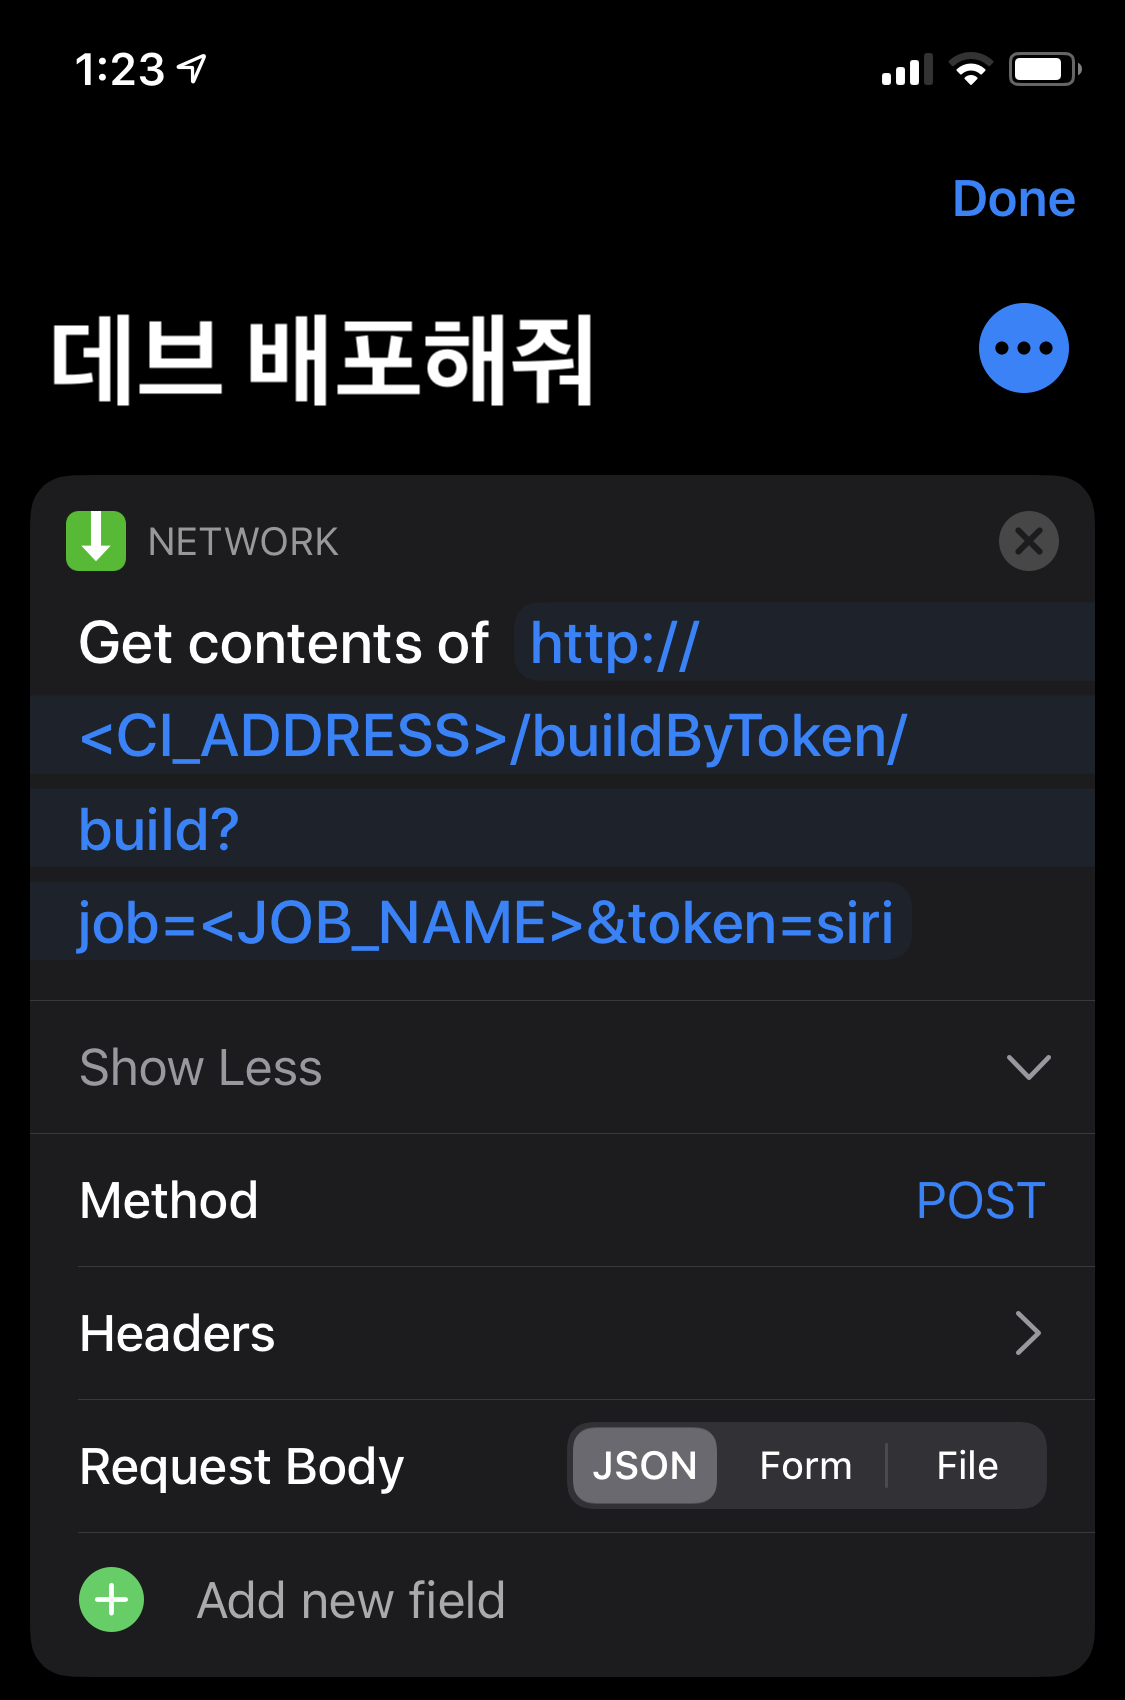 1:23
Done
데브 배포해줘
NETWORK
Get contents of http://
<CI_ADDRESS>/buildByToken/
build?
job=<JOB_NAME>&token=siri
Show Less
Method POST
Headers
Request Body JSON Form File
Add new field